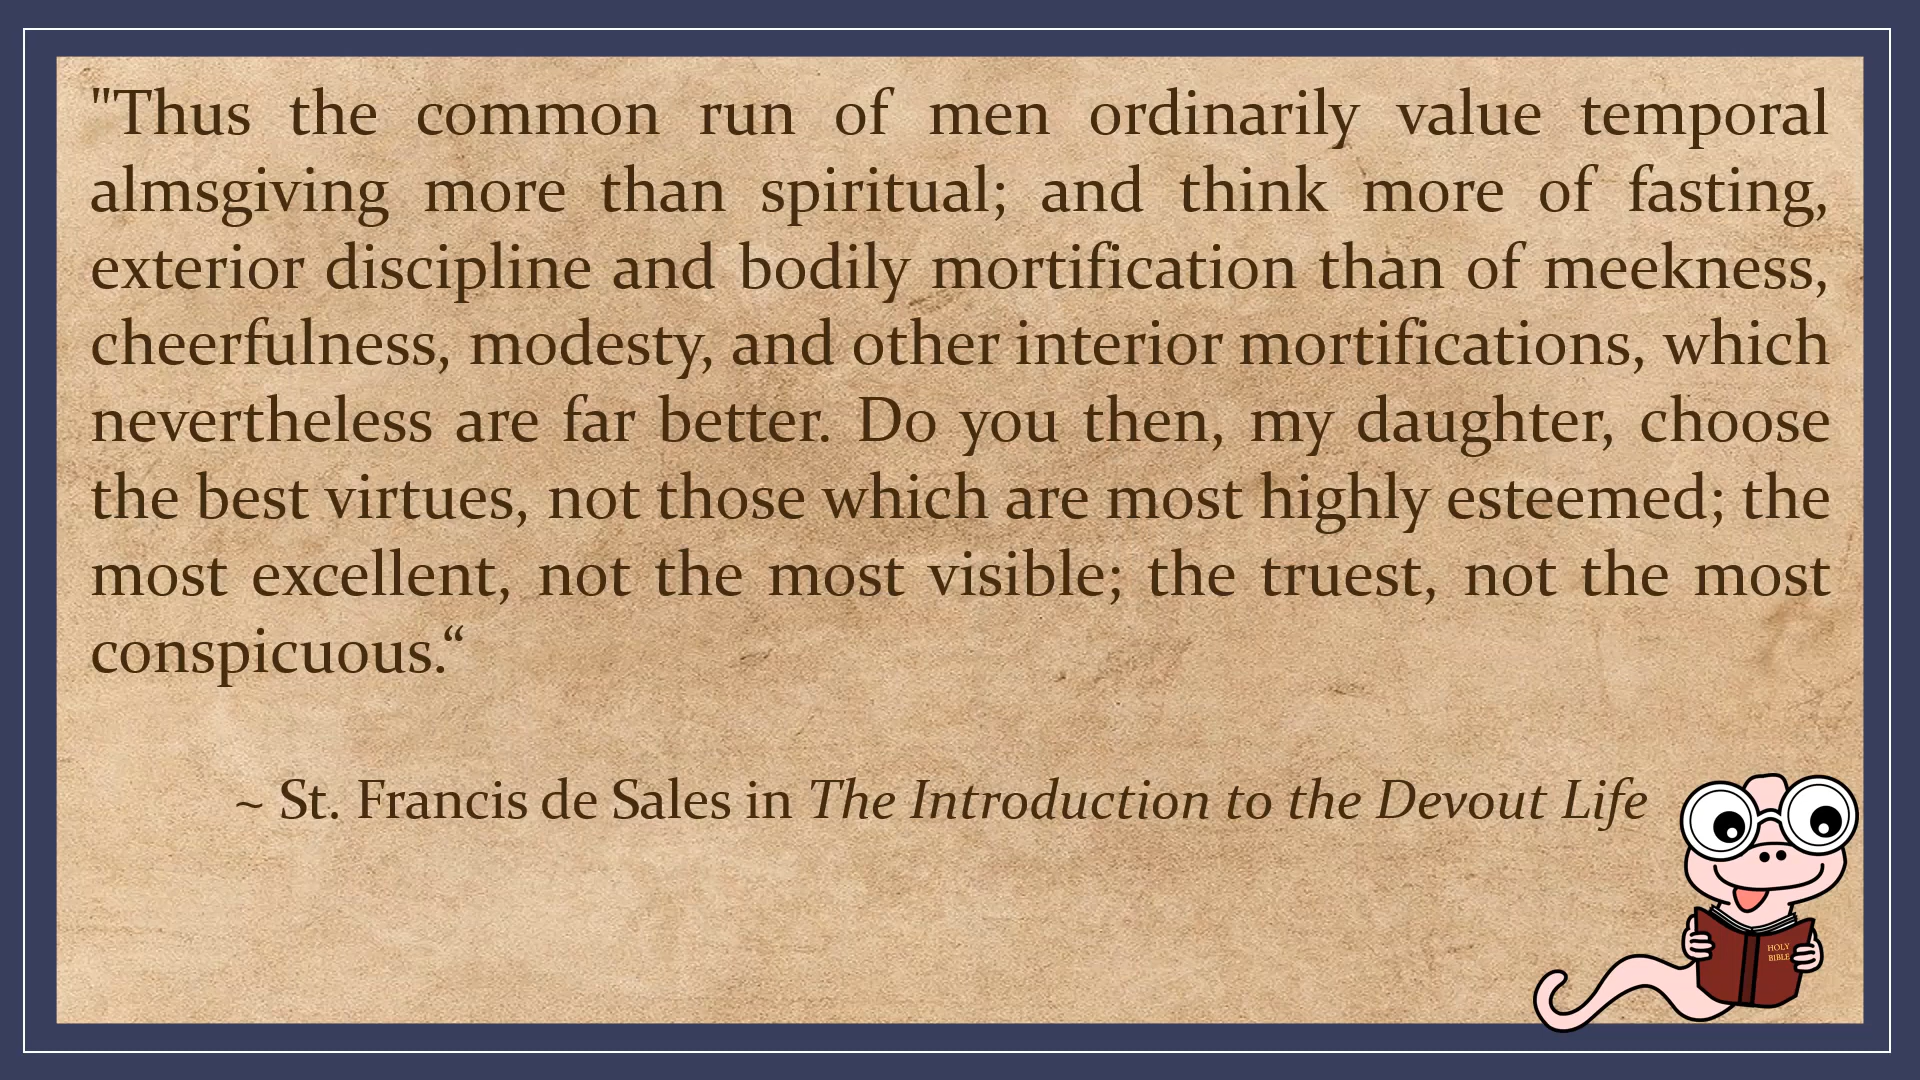 "Thus the common run of men ordinarily value temporal
almsgiving more than spiritual; and think more of fasting,
exterior discipline and bodily mortification than of meekness,
cheerfulness, modesty, and other interior mortifications, which
nevertheless are far better. Do you then, my daughter, choose
the best virtues, not those which are most highly esteemed; the
most excellent, not the most visible; the truest, not the most
conspicuous.“
~ St. Francis de Sales in The Introduction to the Devout Life
HOLY
BIBLE